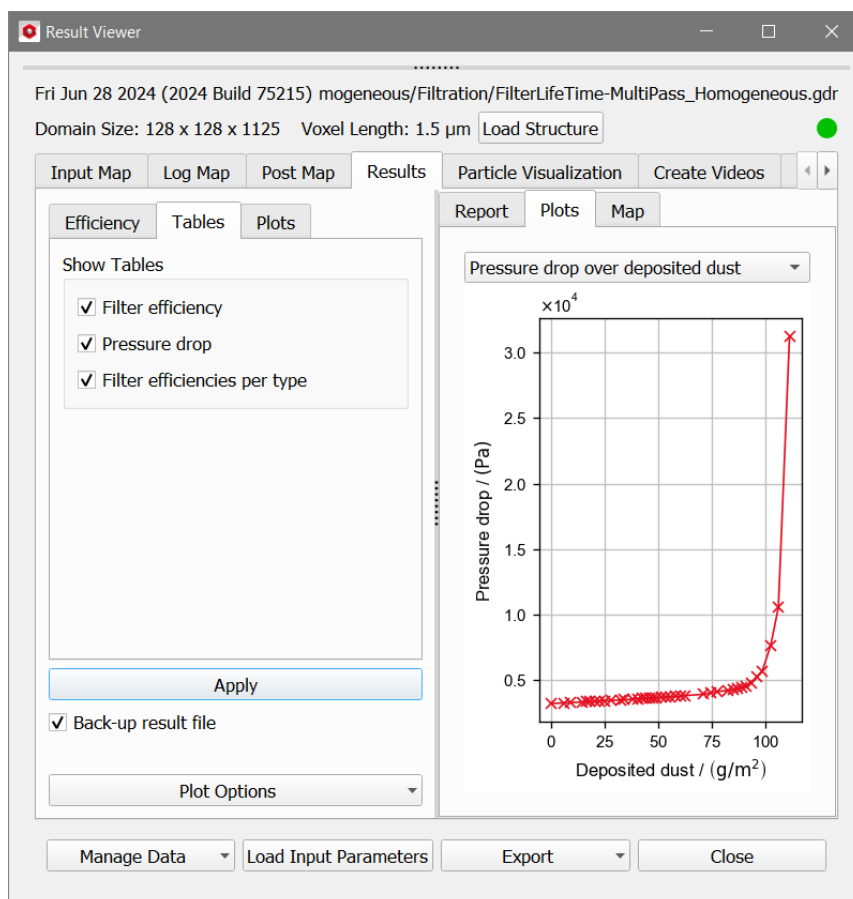 Result Viewer
Fri Jun 28 2024 (2024 Build 75215) mogeneous/Filtration/FilterLifeTime-MultiPass_Homogeneous.gdr
Domain Size: 128 x 128 x 1125 Voxel Length: 1.5 µm Load Structure
Input Map Log Map Post Map Results Particle Visualization Create Videos
Efficiency Tables Plots
Show Tables
Filter efficiency
Pressure drop
Filter efficiencies per type
Apply
Back-up result file
Plot Options
Report Plots Map
Pressure drop over deposited dust
×10⁴
3.0
2.5
2.0
1.5
1.0
0.5
Pressure drop / (Pa)
0 25 50 75 100
Deposited dust / (g/m²)
Manage Data Load Input Parameters Export Close